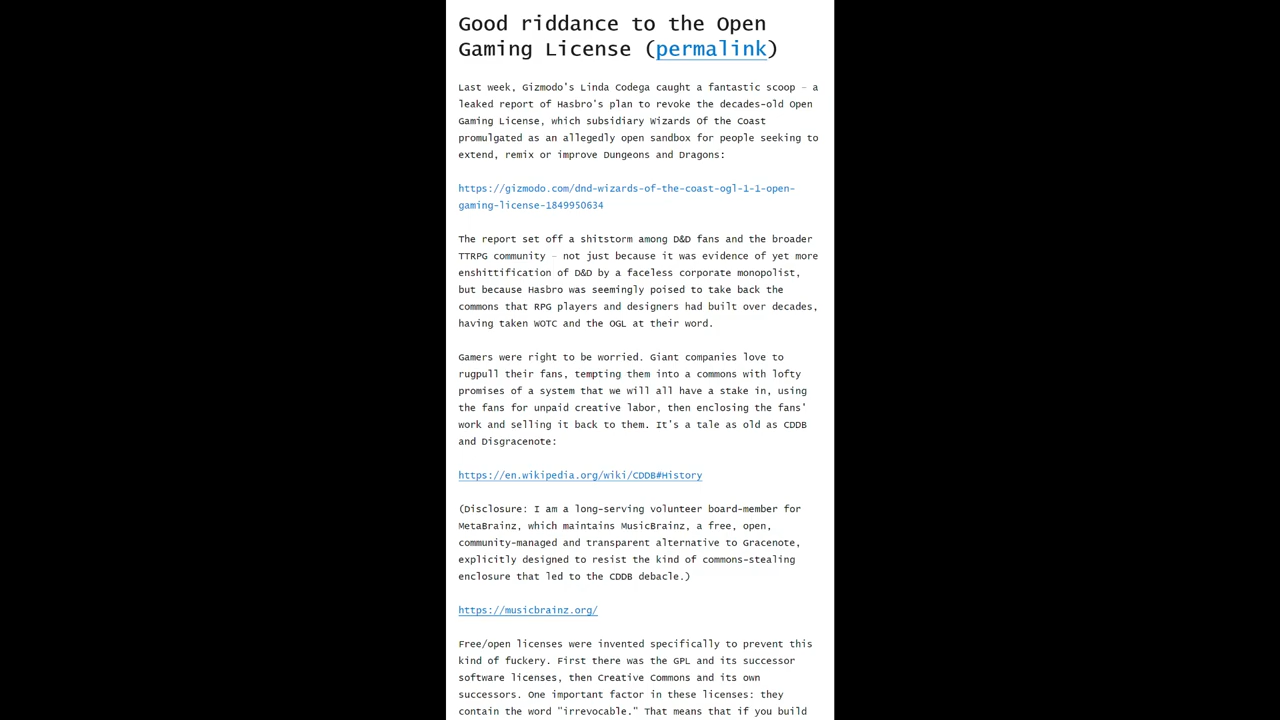 Good riddance to the Open
Gaming License (permalink)
Last week, Gizmodo's Linda Codega caught a fantastic scoop – a
leaked report of Hasbro's plan to revoke the decades-old Open
Gaming License, which subsidiary Wizards Of the Coast
promulgated as an allegedly open sandbox for people seeking to
extend, remix or improve Dungeons and Dragons:
https://gizmodo.com/dnd-wizards-of-the-coast-ogl-1-1-open-
gaming-license-1849950634
The report set off a shitstorm among D&D fans and the broader
TTRPG community – not just because it was evidence of yet more
enshittification of D&D by a faceless corporate monopolist,
but because Hasbro was seemingly poised to take back the
commons that RPG players and designers had built over decades,
having taken WOTC and the OGL at their word.
Gamers were right to be worried. Giant companies love to
rugpull their fans, tempting them into a commons with lofty
promises of a system that we will all have a stake in, using
the fans for unpaid creative labor, then enclosing the fans'
work and selling it back to them. It's a tale as old as CDDB
and Disgracenote:
https://en.wikipedia.org/wiki/CDDB#History
(Disclosure: I am a long-serving volunteer board-member for
MetaBrainz, which maintains MusicBrainz, a free, open,
community-managed and transparent alternative to Gracenote,
explicitly designed to resist the kind of commons-stealing
enclosure that led to the CDDB debacle.)
https://musicbrainz.org/
Free/open licenses were invented specifically to prevent this
kind of fuckery. First there was the GPL and its successor
software licenses, then Creative Commons and its own
successors. One important factor in these licenses: they
contain the word "irrevocable." That means that if you build